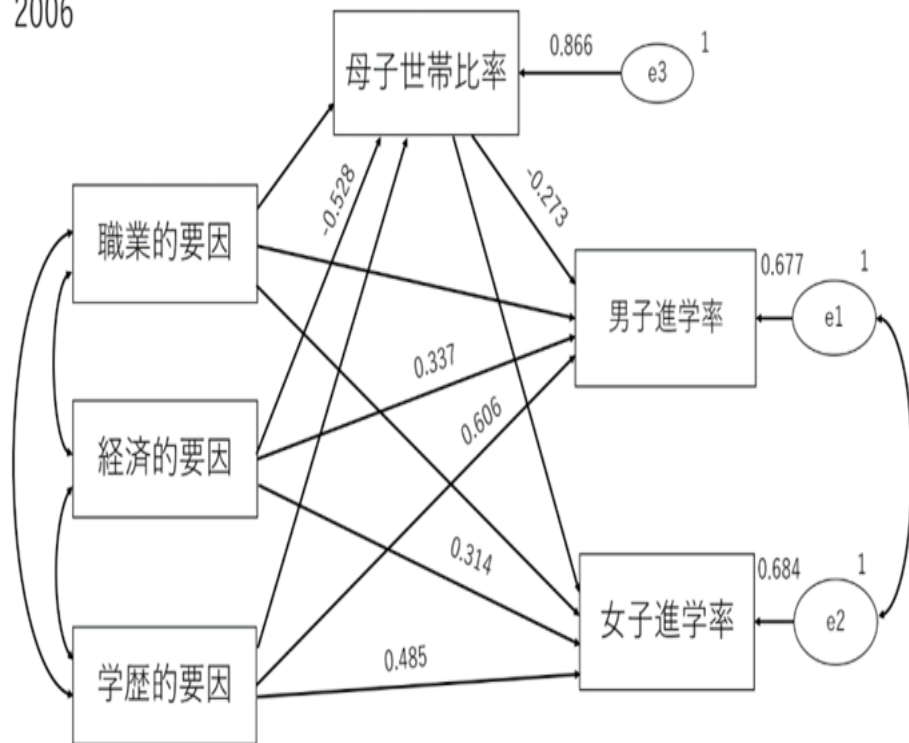 2006
母子世帯比率
0.866
e3
1
職業的要因
-0.528
-0.273
男子進学率
0.677
e1
1
経済的要因
0.337
0.606
0.314
女子進学率
0.684
e2
1
学歴的要因
0.485